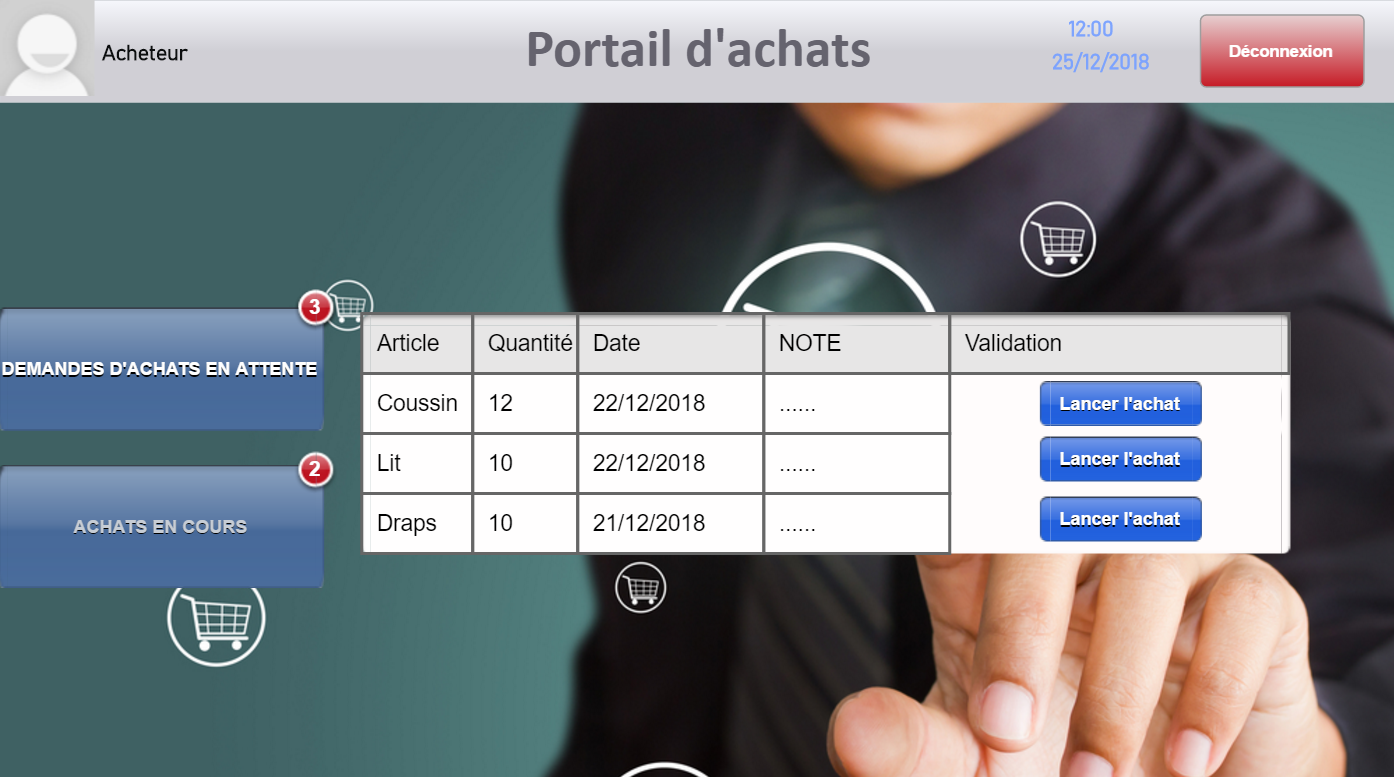 Acheteur
Portail d'achats
12:00
25/12/2018
Déconnexion
3
DEMANDES D'ACHATS EN ATTENTE
2
ACHATS EN COURS
Article Quantité Date NOTE Validation
Coussin 12 22/12/2018 ...... Lancer l'achat
Lit 10 22/12/2018 ...... Lancer l'achat
Draps 10 21/12/2018 ...... Lancer l'achat